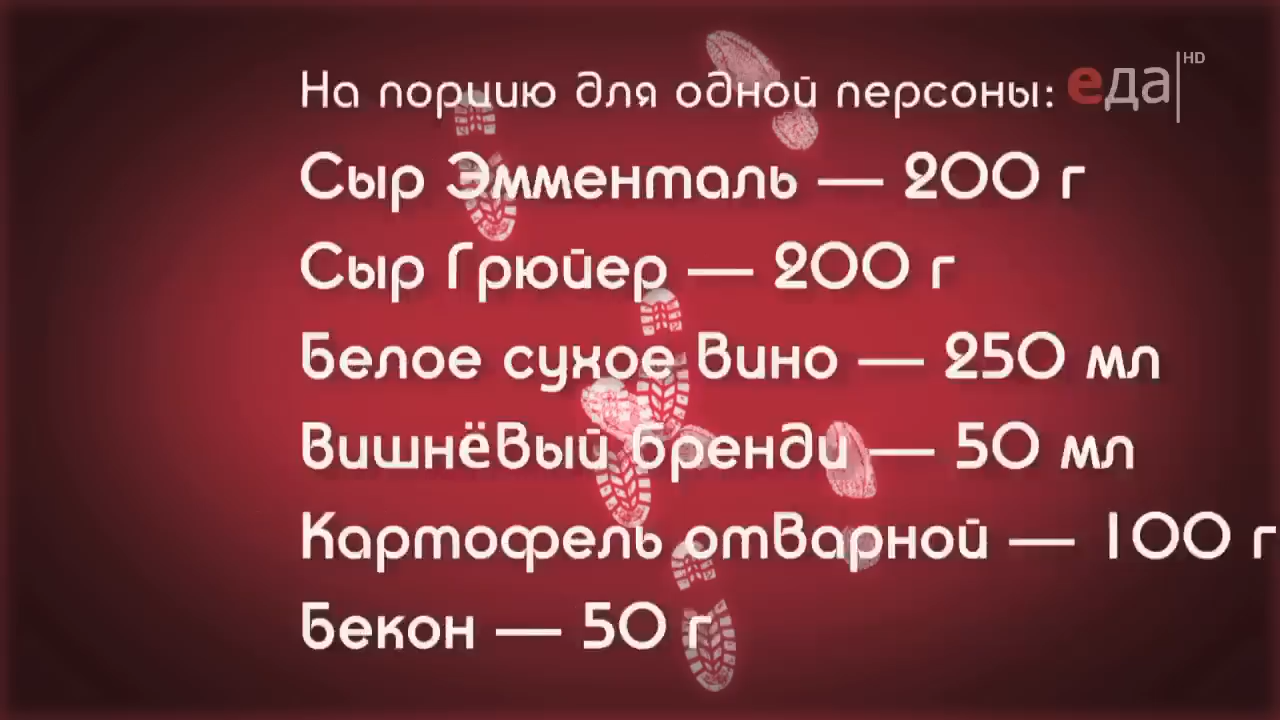 На порцию для одной персоны:
еда HD
Сыр Эмменталь — 200 г
Сыр Грюйер — 200 г
Белое сухое вино — 250 мл
Вишнёвый бренди — 50 мл
Картофель отварной — 100 г
Бекон — 50 г